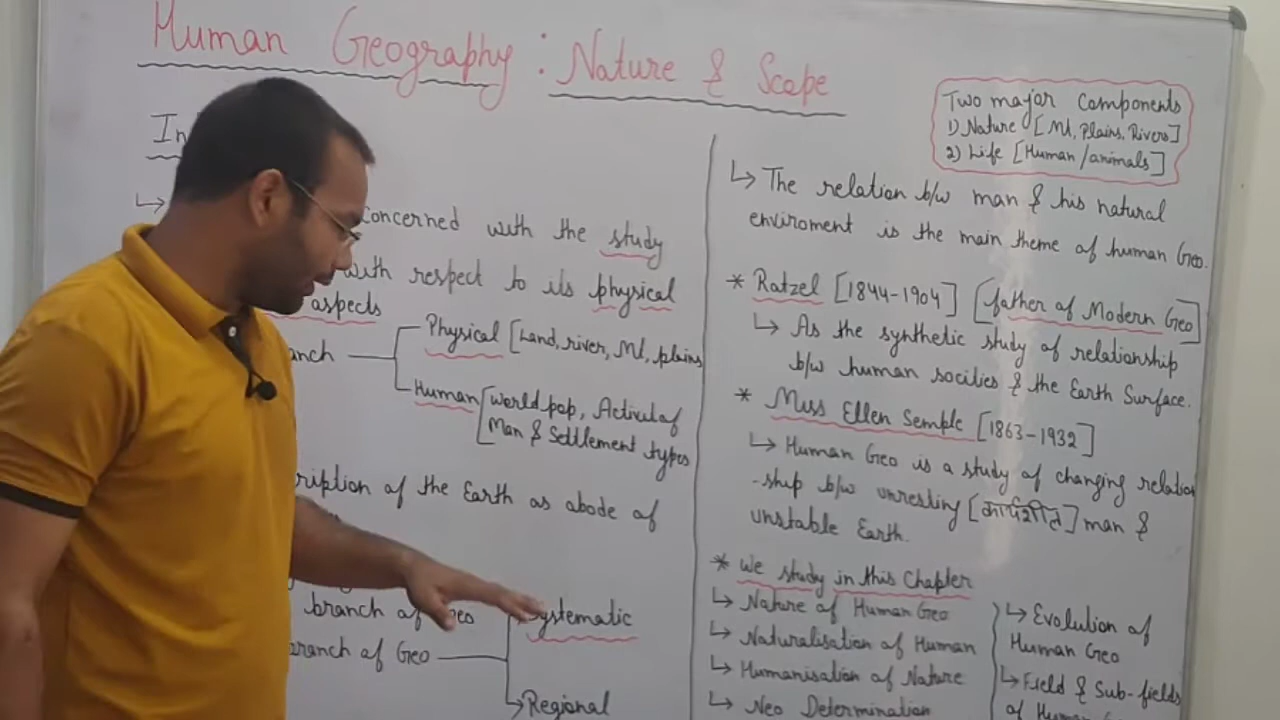 Human Geography : Nature & Scope
Two major Components
1) Nature [Mt, Plains, Rivers]
2) Life [Human/animals]
In
↳
concerned with the study
with respect to its physical
aspects
Physical [Land, river, Mt, plains
Human [World pop, Activi of
Man & Settlement types
ription of the Earth as abode of
branch of Geo
Systematic
ranch of Geo
↳ Regional
↳ The relation b/w man & his natural
enviroment is the main theme of human Geo.
* Ratzel [1844-1904] [father of Modern Geo]
↳ As the synthetic study of relationship
b/w human socities & the Earth Surface.
* Miss Ellen Semple [1863-1932]
↳ Human Geo is a study of changing relation
-ship b/w unresting man &
unstable Earth.
* We study in this Chapter
↳ Nature of Human Geo
↳ Naturalisation of Human
↳ Humanisation of Nature
↳ Neo Determination
↳ Evolution of
Human Geo
↳ Field & Sub-fields
of Human